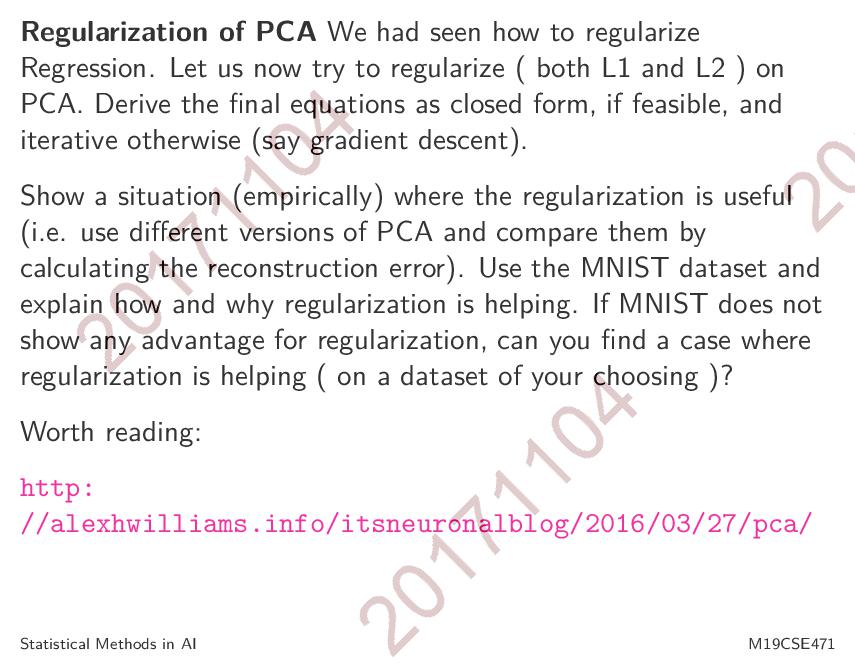 Regularization of PCA We had seen how to regularize
Regression. Let us now try to regularize ( both L1 and L2 ) on
PCA. Derive the final equations as closed form, if feasible, and
iterative otherwise (say gradient descent).
Show a situation (empirically) where the regularization is useful
(i.e. use different versions of PCA and compare them by
calculating the reconstruction error). Use the MNIST dataset and
explain how and why regularization is helping. If MNIST does not
show any advantage for regularization, can you find a case where
regularization is helping ( on a dataset of your choosing )?
Worth reading:
http:
//alexhwilliams.info/itsneuronalblog/2016/03/27/pca/
Statistical Methods in AI
M19CSE471
20171104
20171104
20